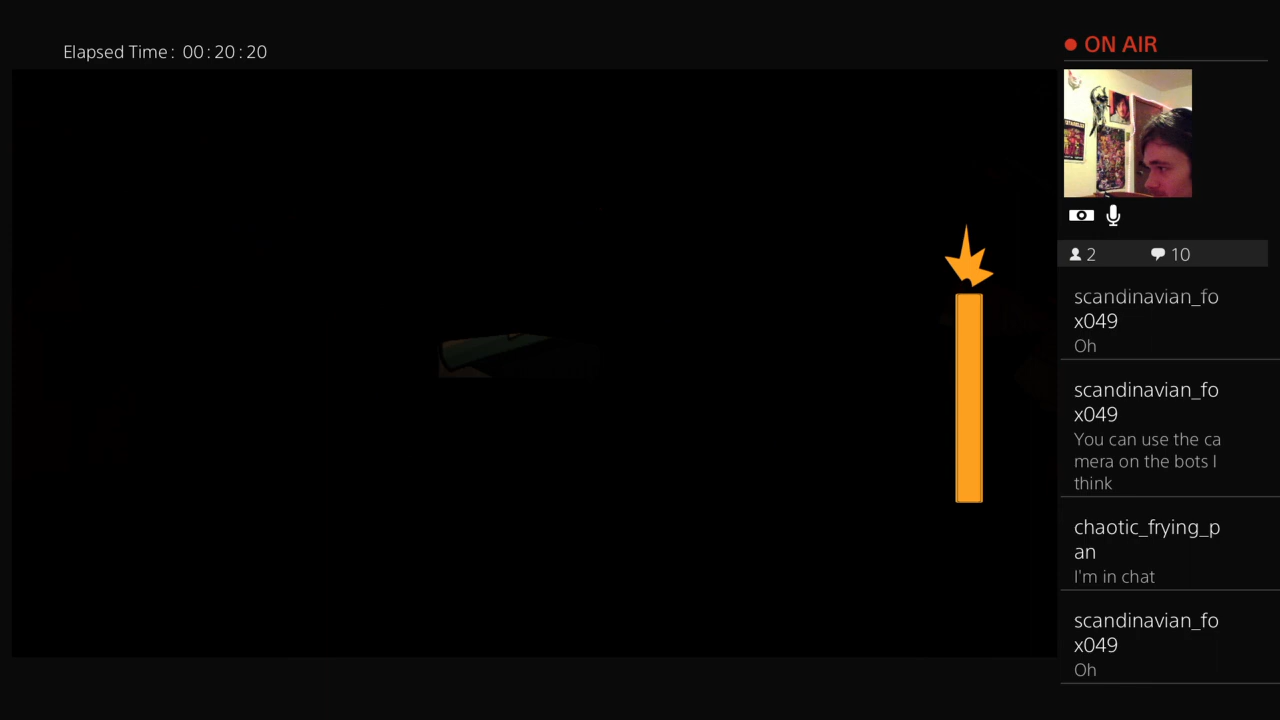 Elapsed Time: 00:20:20
ON AIR
2
10
scandinavian_fo
x049
Oh
scandinavian_fo
x049
You can use the ca
mera on the bots I
think
chaotic_frying_p
an
I'm in chat
scandinavian_fo
x049
Oh